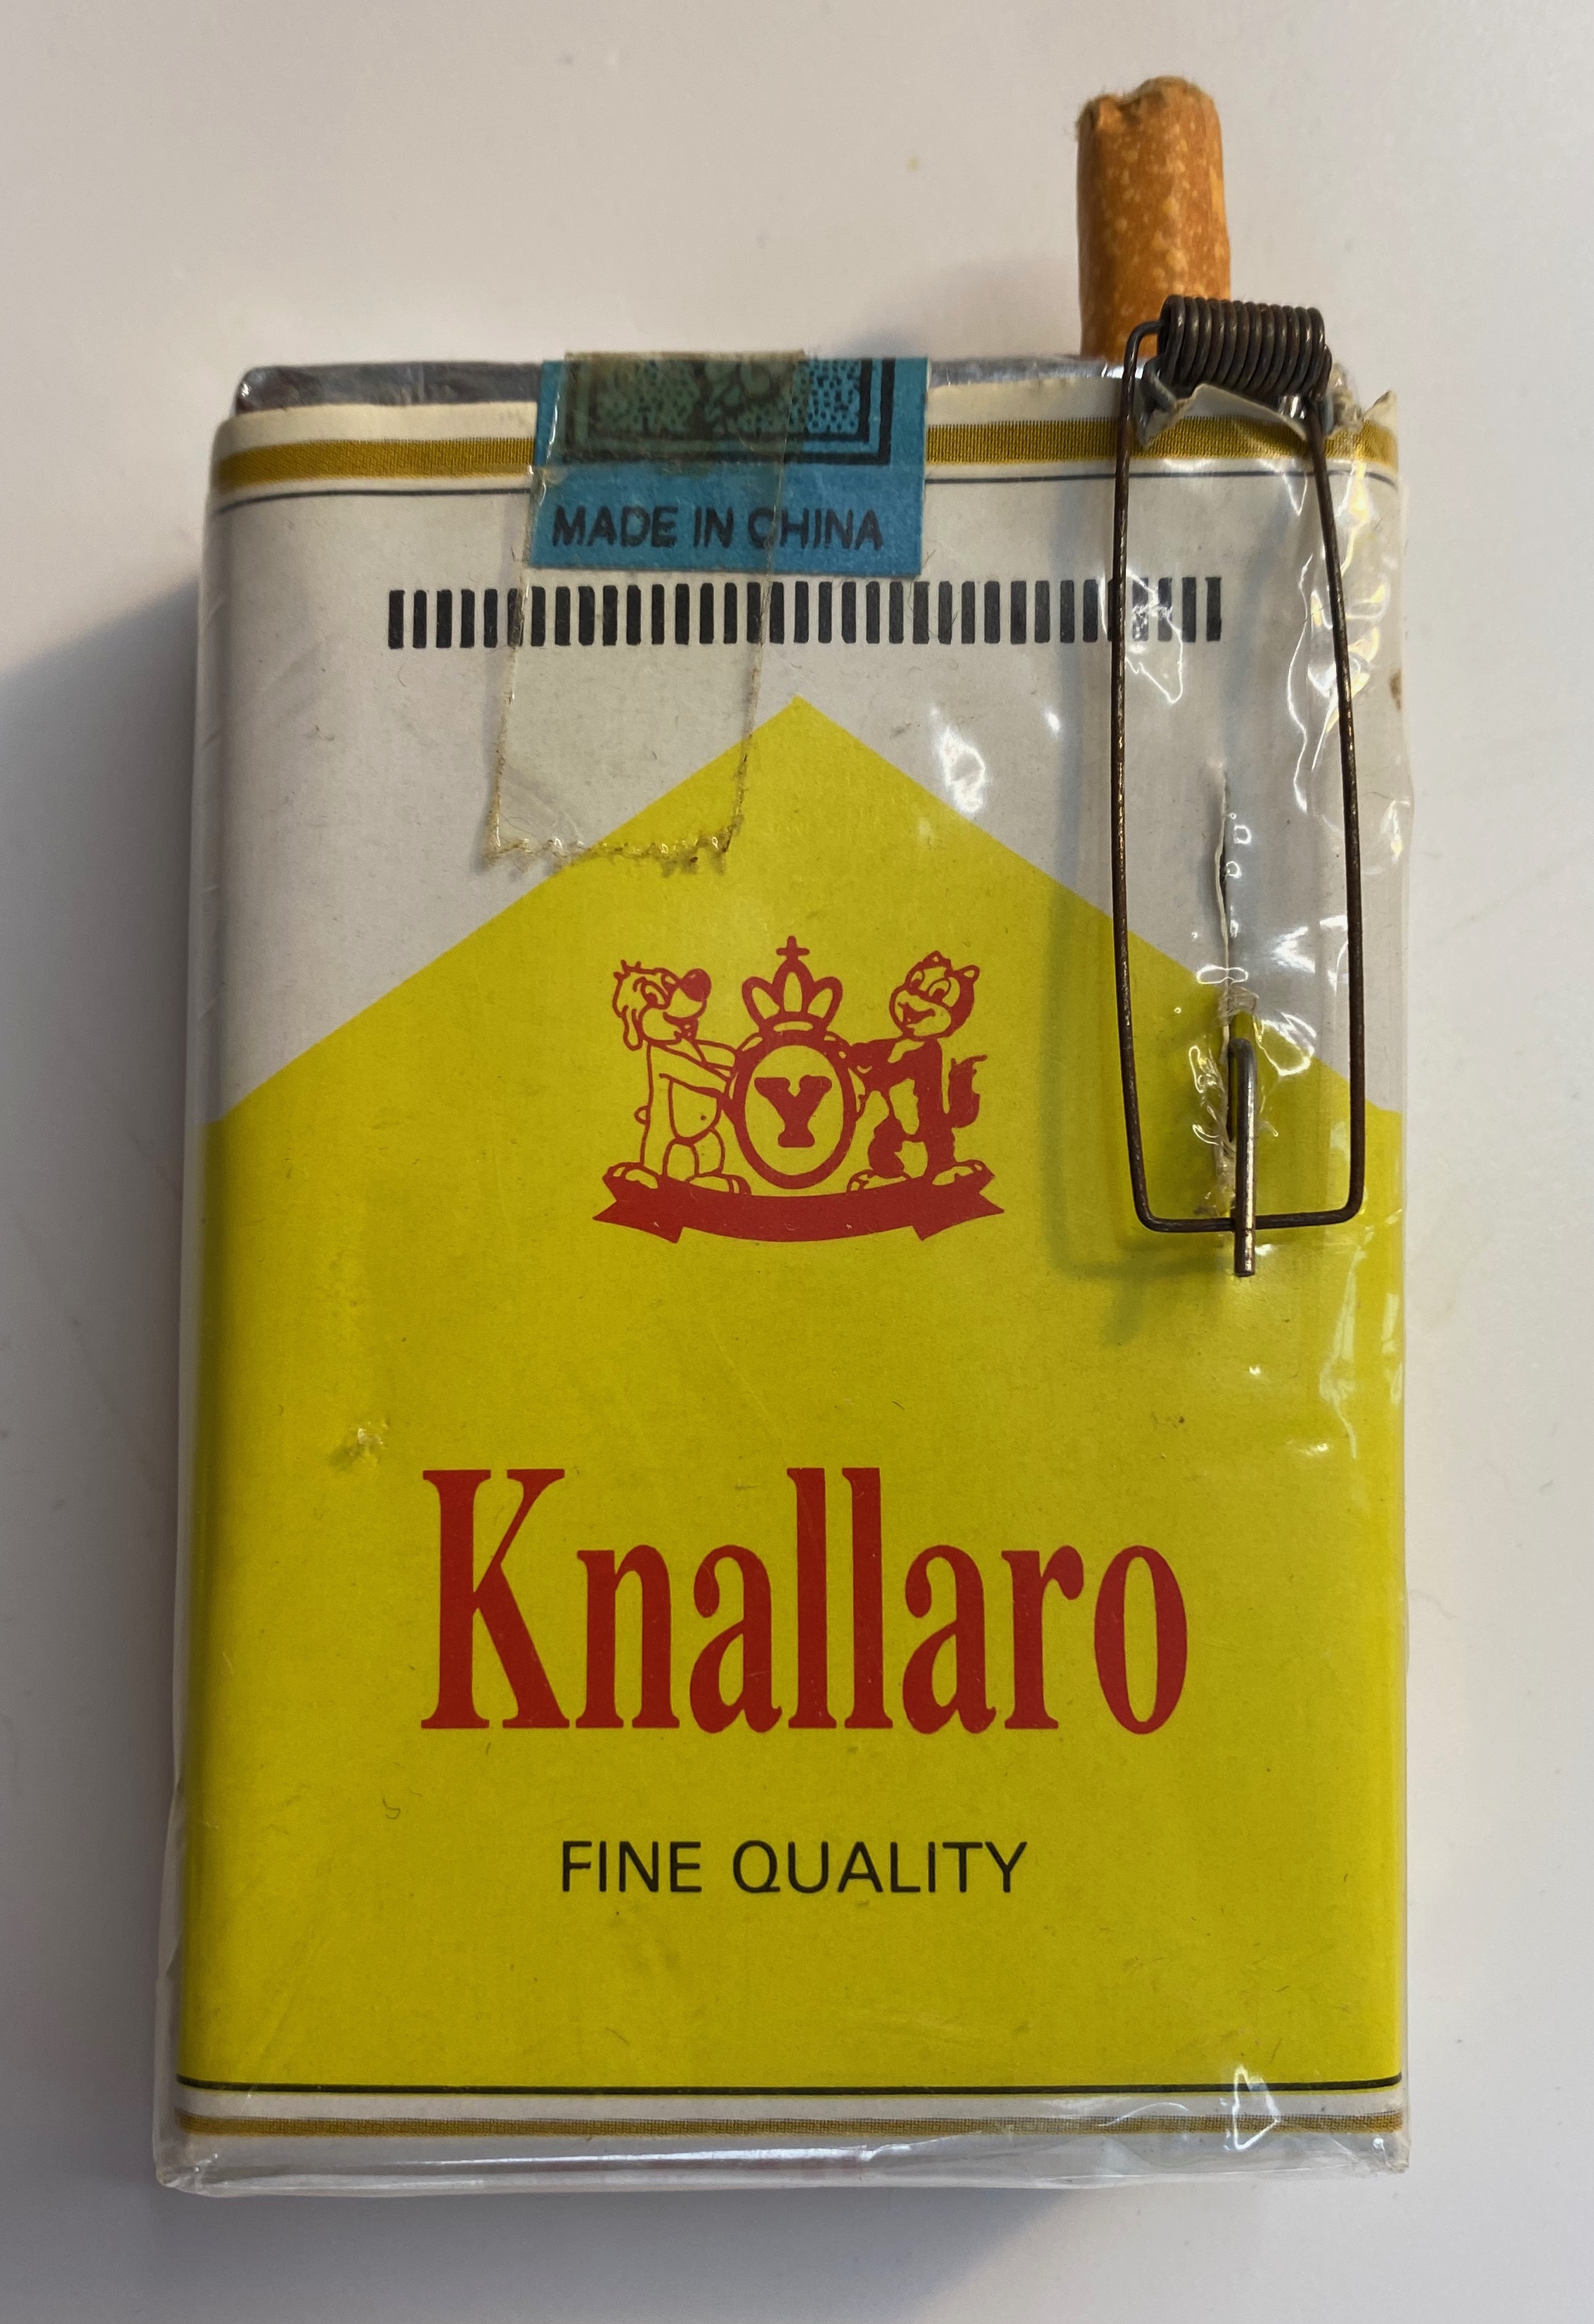 MADE IN CHINA
Y
Knallaro
FINE QUALITY